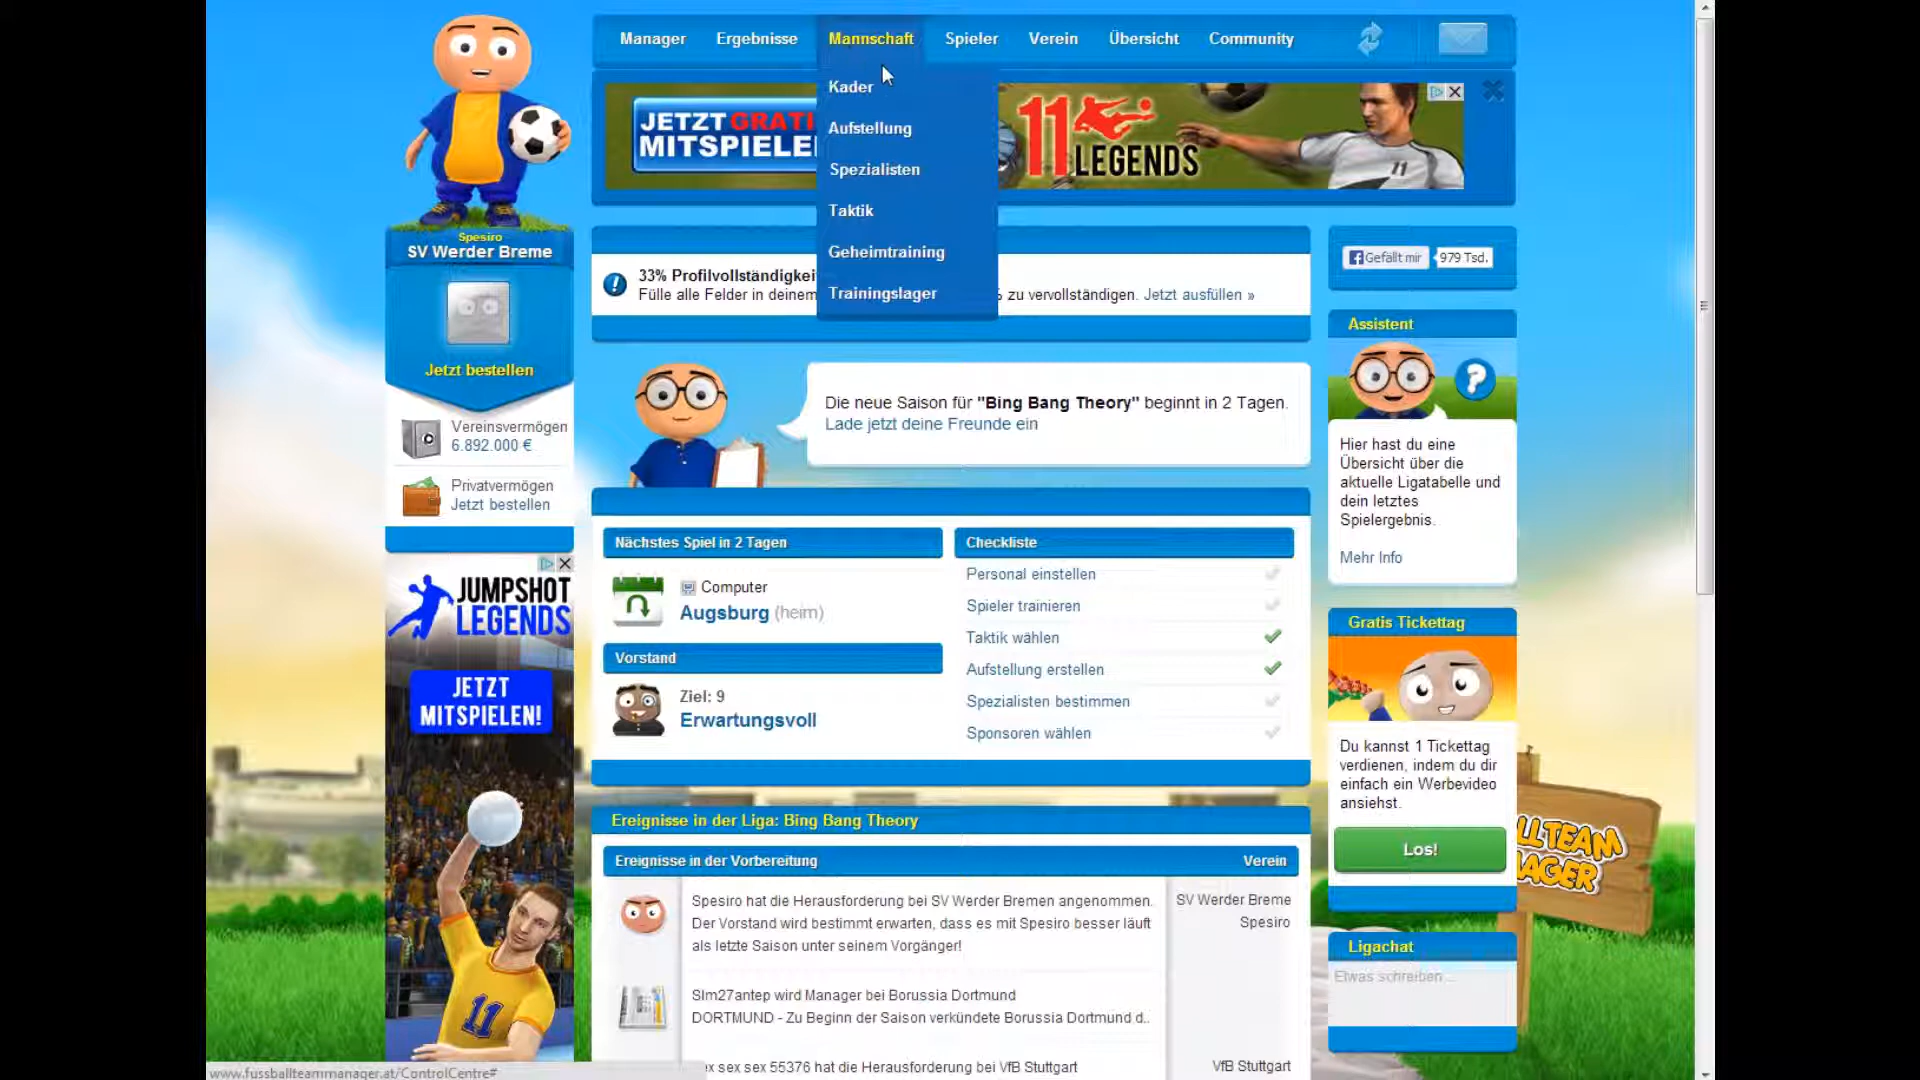 Manager Ergebnisse Mannschaft Spieler Verein Übersicht Community
Kader
Aufstellung
Spezialisten
Taktik
Geheimtraining
Trainingslager
JETZT GRATI
MITSPIELE
11
LEGENDS
11
Spesiro
SV Werder Breme
Jetzt bestellen
Vereinsvermögen
6.892.000 €
Privatvermögen
Jetzt bestellen
JUMPSHOT
LEGENDS
JETZT
MITSPIELEN!
11
33% Profilvollständigkei
Fülle alle Felder in deinem % zu vervollständigen. Jetzt ausfüllen »
Die neue Saison für "Bing Bang Theory" beginnt in 2 Tagen.
Lade jetzt deine Freunde ein
Nächstes Spiel in 2 Tagen
Computer
Augsburg (heim)
Vorstand
Ziel: 9
Erwartungsvoll
Checkliste
Personal einstellen
Spieler trainieren
Taktik wählen
Aufstellung erstellen
Spezialisten bestimmen
Sponsoren wählen
Ereignisse in der Liga: Bing Bang Theory
Ereignisse in der Vorbereitung Verein
Spesiro hat die Herausforderung bei SV Werder Bremen angenommen.
Der Vorstand wird bestimmt erwarten, dass es mit Spesiro besser läuft
als letzte Saison unter seinem Vorgänger!
SV Werder Breme
Spesiro
Slm27antep wird Manager bei Borussia Dortmund
DORTMUND - Zu Beginn der Saison verkündete Borussia Dortmund d..
ex sex sex 55376 hat die Herausforderung bei VfB Stuttgart
VfB Stuttgart
Gefällt mir 979 Tsd.
Assistent
?
Hier hast du eine
Übersicht über die
aktuelle Ligatabelle und
dein letztes
Spielergebnis.
Mehr Info
Gratis Tickettag
Du kannst 1 Tickettag
verdienen, indem du dir
einfach ein Werbevideo
ansiehst.
Los!
Ligachat
Etwas schreiben ...
LLTEAM
AGER
www.fussballteammanager.at/ControlCentre#